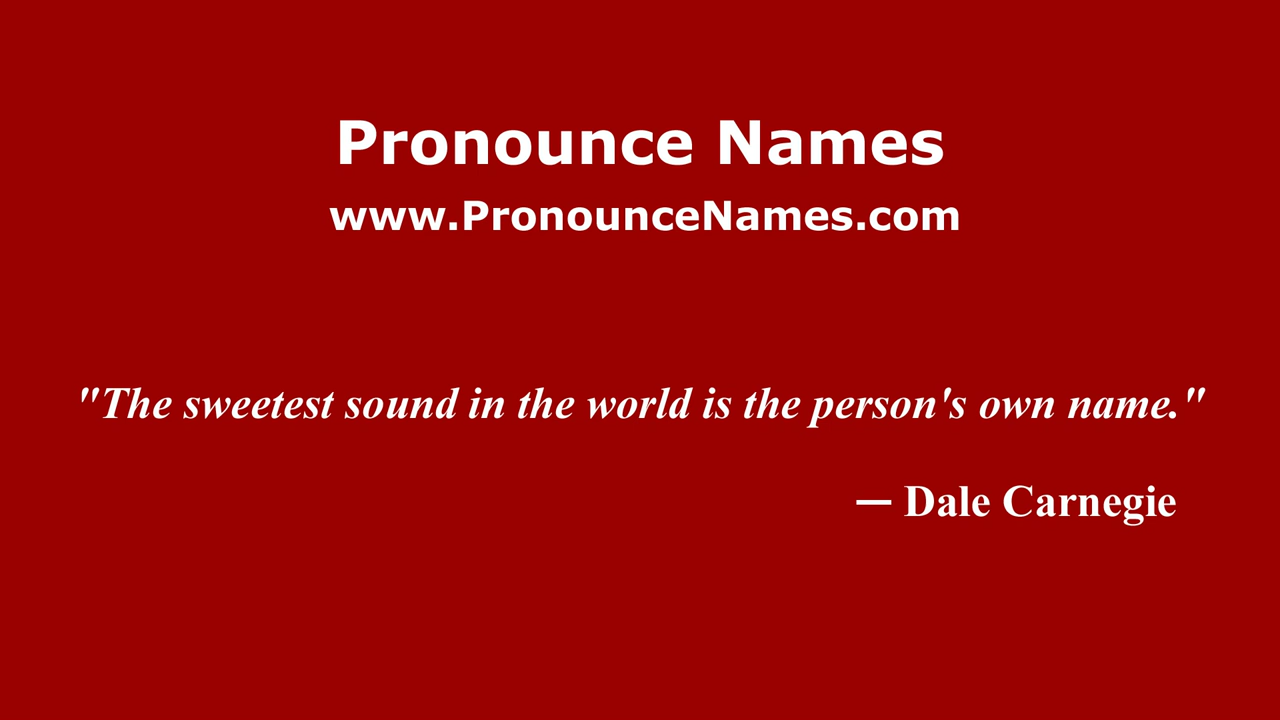 Pronounce Names
www.PronounceNames.com
"The sweetest sound in the world is the person's own name."
— Dale Carnegie